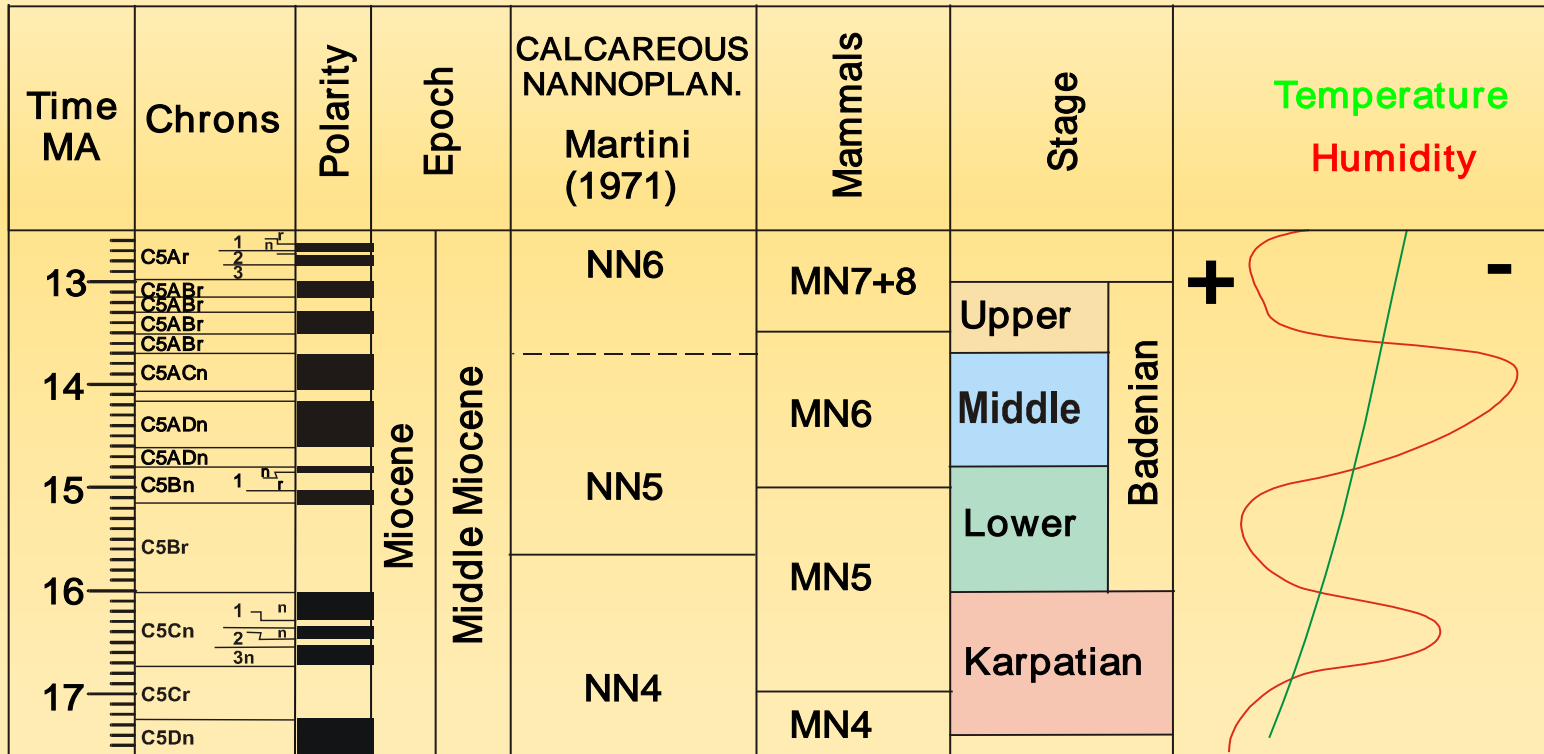 Time
MA
Chrons
Polarity
Epoch
CALCAREOUS
NANNOPLAN.
Martini
(1971)
Mammals
Stage
Temperature
Humidity
13
14
15
16
17
C5Ar
1 r
n
2
3
C5ABr
C5ABr
C5ABr
C5ABr
C5ACn
C5ADn
C5ADn
C5Bn
1 n
r
C5Br
C5Cn
1 n
2 n
3n
C5Cr
C5Dn
Miocene
Middle Miocene
NN6
NN5
NN4
MN7+8
MN6
MN5
MN4
Upper
Middle
Lower
Karpatian
Badenian
+ -